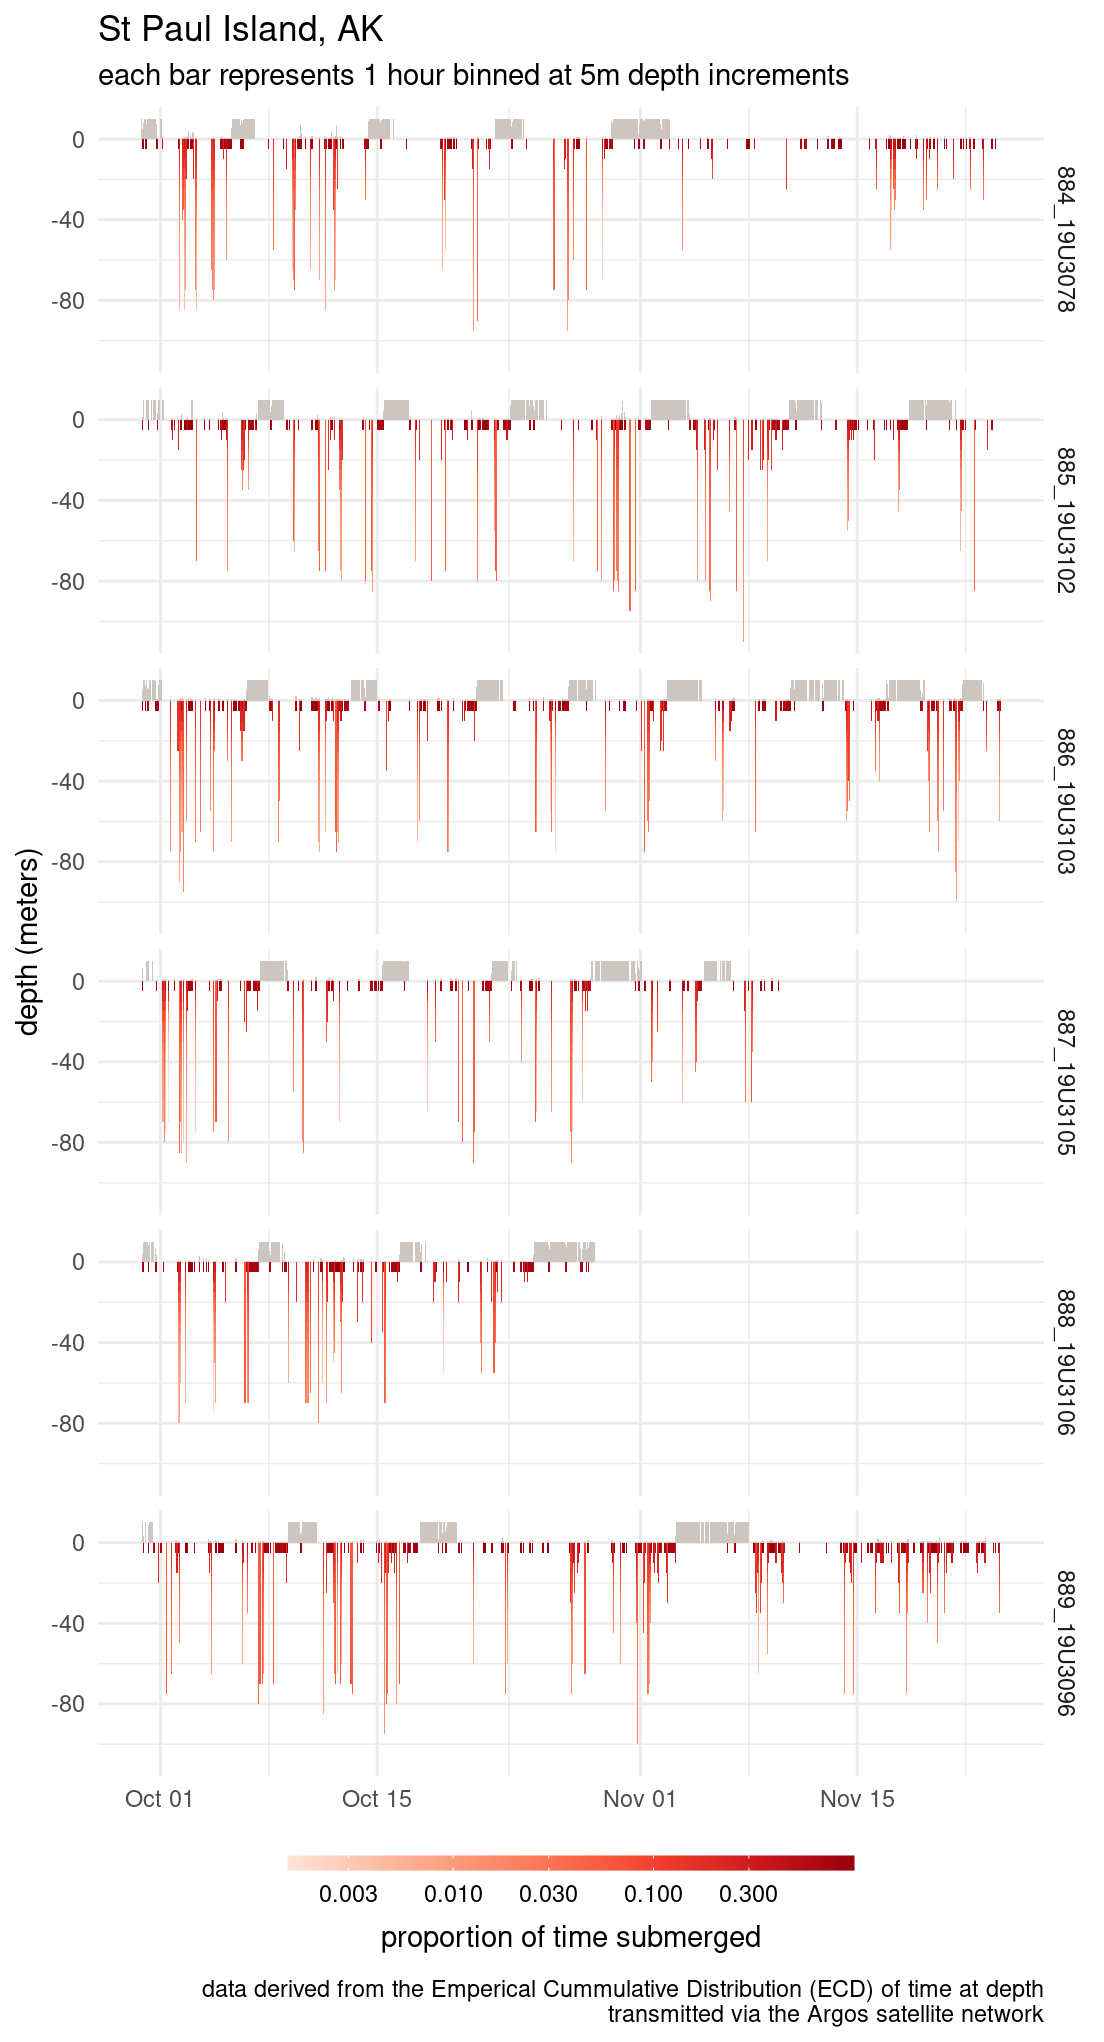 St Paul Island, AK
each bar represents 1 hour binned at 5m depth increments
depth (meters)
0
-40
-80
884_19U3078
0
-40
-80
885_19U3102
0
-40
-80
886_19U3103
0
-40
-80
887_19U3105
0
-40
-80
888_19U3106
0
-40
-80
889_19U3096
Oct 01 Oct 15 Nov 01 Nov 15
0.003 0.010 0.030 0.100 0.300
proportion of time submerged
data derived from the Emperical Cummulative Distribution (ECD) of time at depth
transmitted via the Argos satellite network